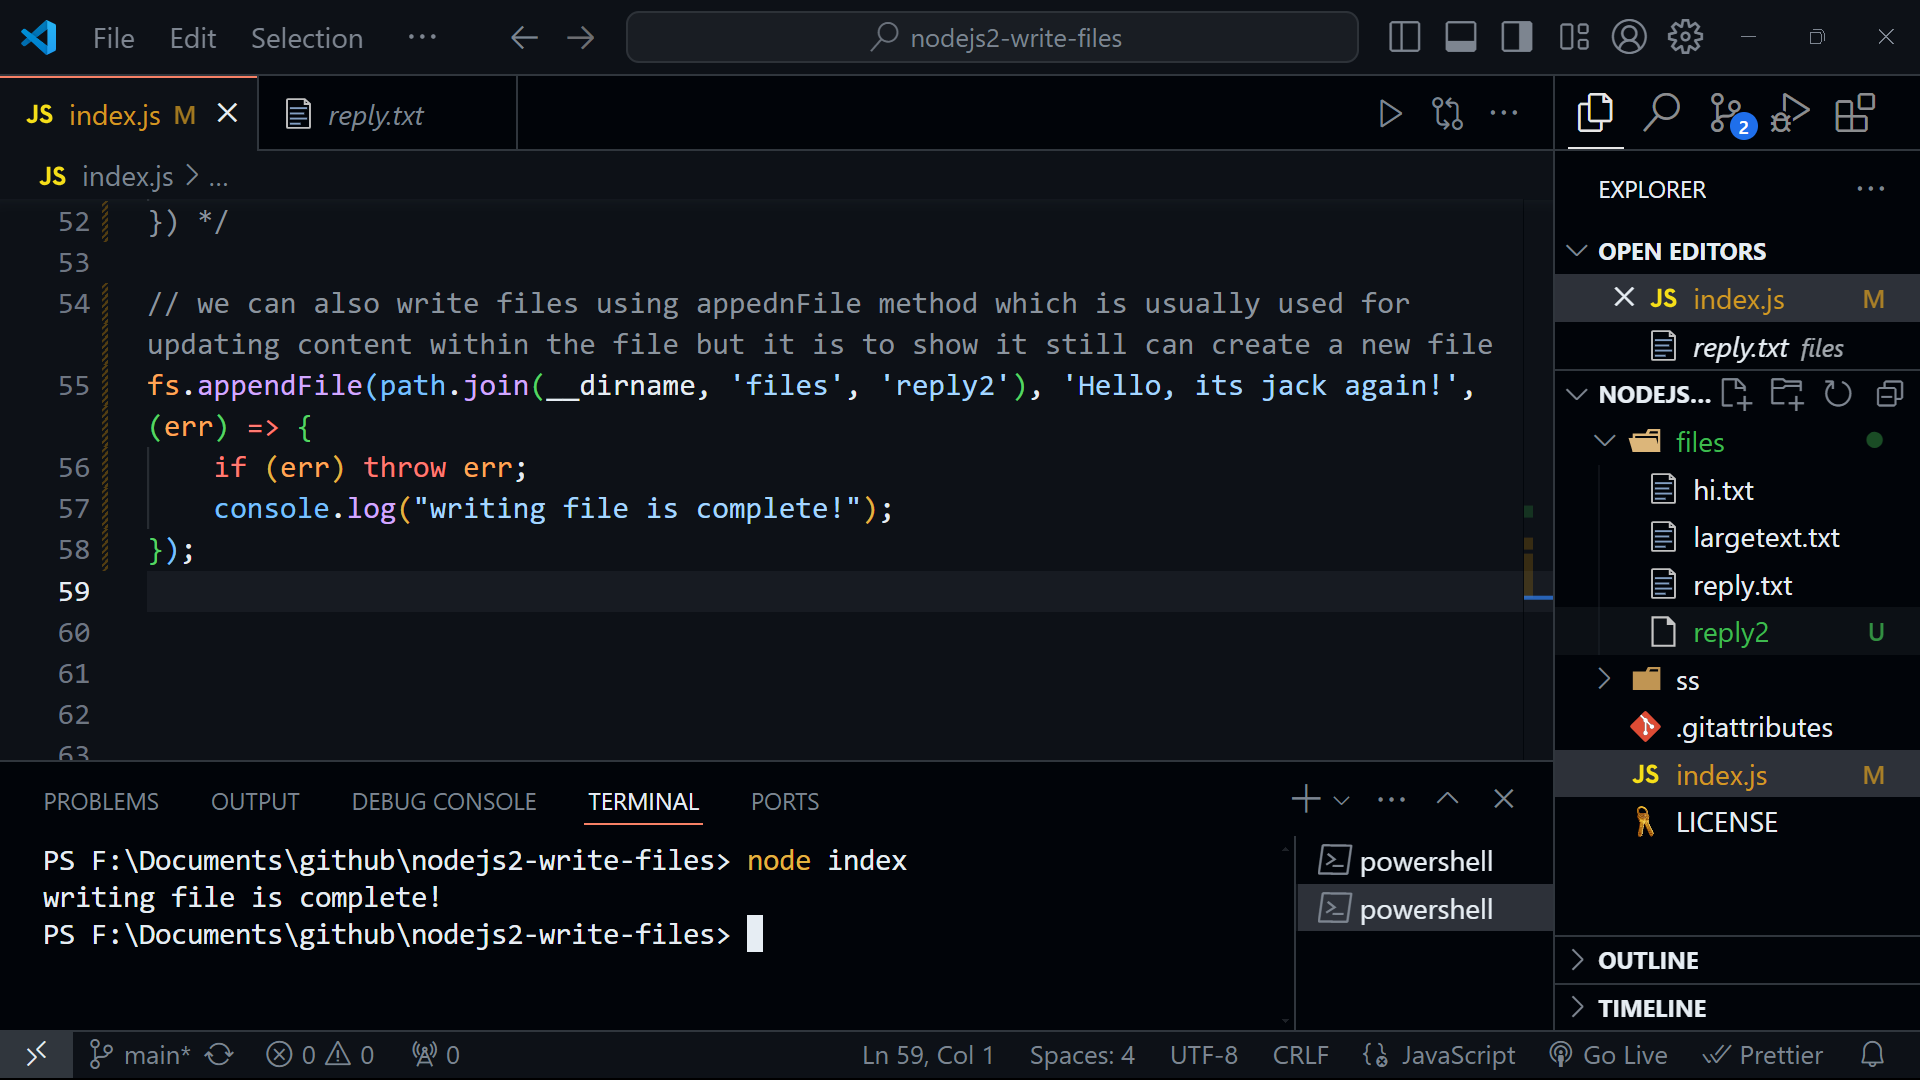 File Edit Selection ··· nodejs2-write-files
JS index.js M reply.txt
JS index.js > ...
52 }) */
53
54 // we can also write files using appednFile method which is usually used for
updating content within the file but it is to show it still can create a new file
55 fs.appendFile(path.join(__dirname, 'files', 'reply2'), 'Hello, its jack again!',
(err) => {
56 if (err) throw err;
57 console.log("writing file is complete!");
58 });
59
60
61
62
63
PROBLEMS OUTPUT DEBUG CONSOLE TERMINAL PORTS
PS F:\Documents\github\nodejs2-write-files> node index
writing file is complete!
PS F:\Documents\github\nodejs2-write-files>
powershell
powershell
2
EXPLORER
OPEN EDITORS
JS index.js M
reply.txt files
NODEJS...
files
hi.txt
largetext.txt
reply.txt
reply2 U
ss
.gitattributes
JS index.js M
LICENSE
OUTLINE
TIMELINE
main* 0 0 0 Ln 59, Col 1 Spaces: 4 UTF-8 CRLF JavaScript Go Live Prettier